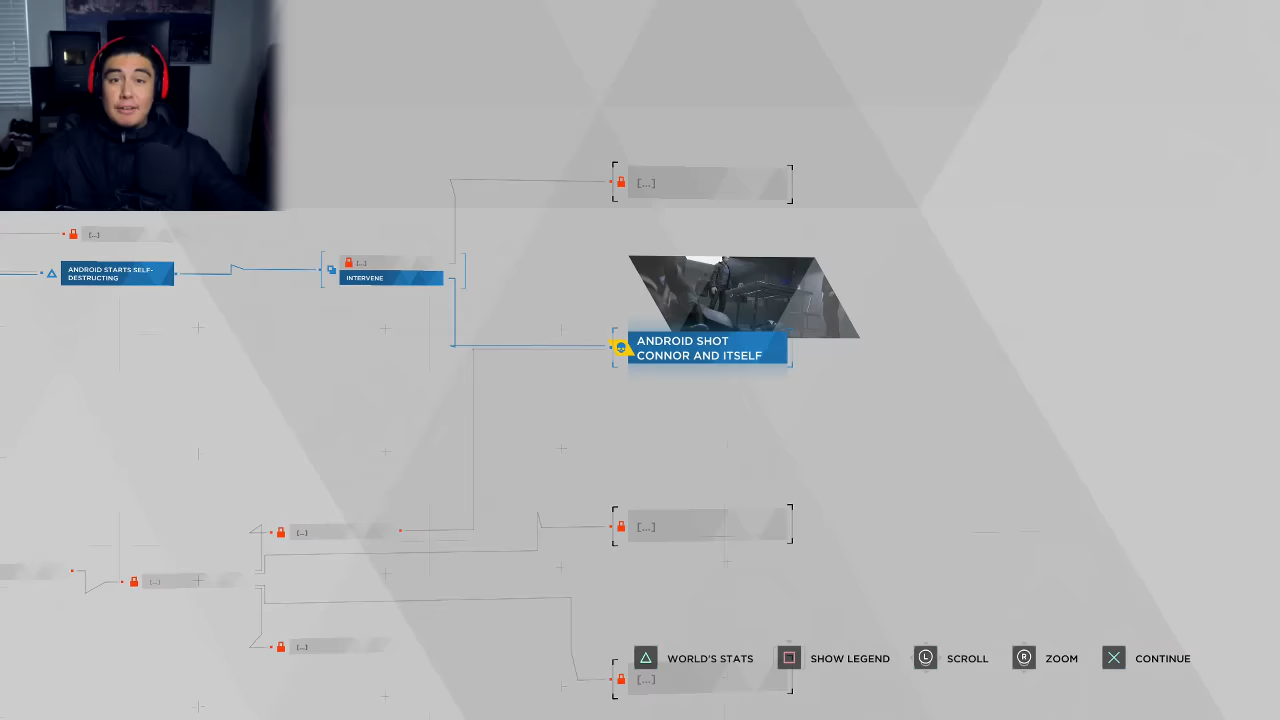 [...]
[...]
ANDROID STARTS SELF-
DESTRUCTING
[...]
INTERVENE
ANDROID SHOT
CONNOR AND ITSELF
[...]
[...]
[...]
[...]
[...]
WORLD'S STATS
SHOW LEGEND
L
SCROLL
R
ZOOM
CONTINUE